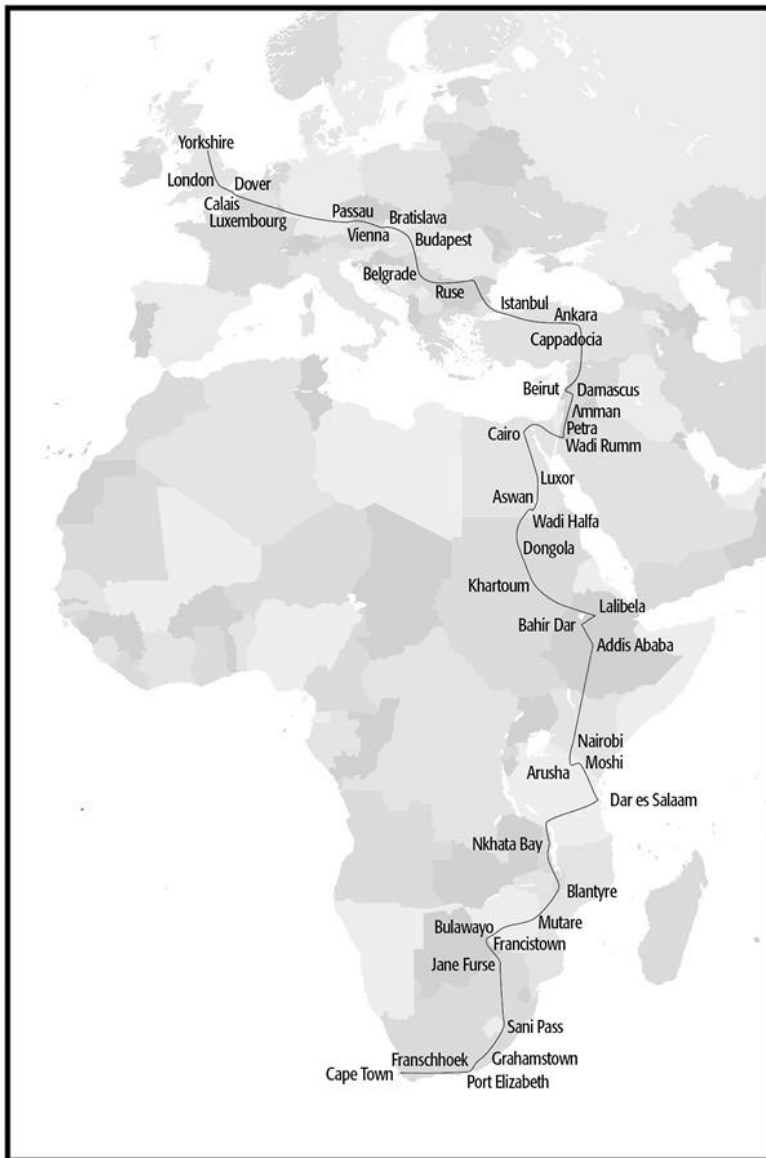 Yorkshire
London
Dover
Calais
Luxembourg
Passau
Bratislava
Vienna
Budapest
Belgrade
Ruse
Istanbul
Ankara
Cappadocia
Beirut
Damascus
Amman
Petra
Cairo
Wadi Rumm
Luxor
Aswan
Wadi Halfa
Dongola
Khartoum
Lalibela
Bahir Dar
Addis Ababa
Nairobi
Moshi
Arusha
Dar es Salaam
Nkhata Bay
Blantyre
Mutare
Bulawayo
Francistown
Jane Furse
Sani Pass
Franschhoek
Grahamstown
Cape Town
Port Elizabeth